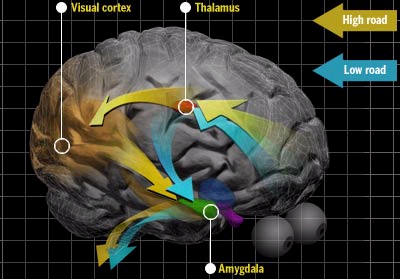 Visual cortex
Thalamus
High road
Low road
Amygdala